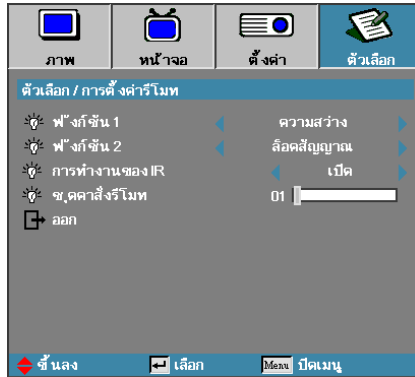 ภาพ หน้าจอ ตั้งค่า ตัวเลือก
ตัวเลือก / การตั้งค่ารีโมท
ฟังก์ชัน 1 ความสว่าง
ฟังก์ชัน 2 ล็อคสัญญาณ
การทำงานของ IR เปิด
ชุดคำสั่งรีโมท 01
ออก
ขึ้นลง เลือก Menu ปิดเมนู